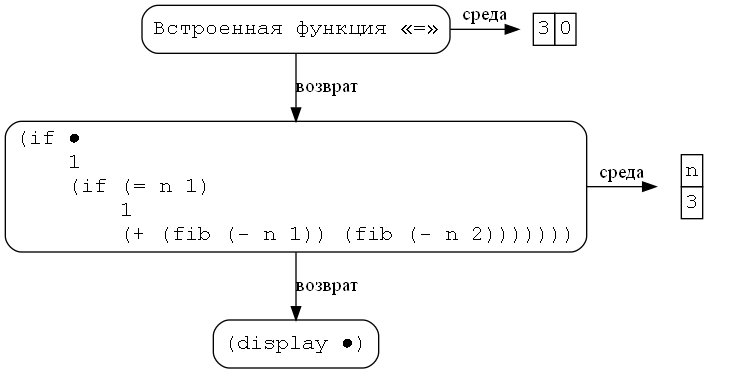 Встроенная функция «=»
среда
3 0
возврат
(if ●
1
(if (= n 1)
1
(+ (fib (- n 1)) (fib (- n 2)))))))
среда
n
3
возврат
(display ●)